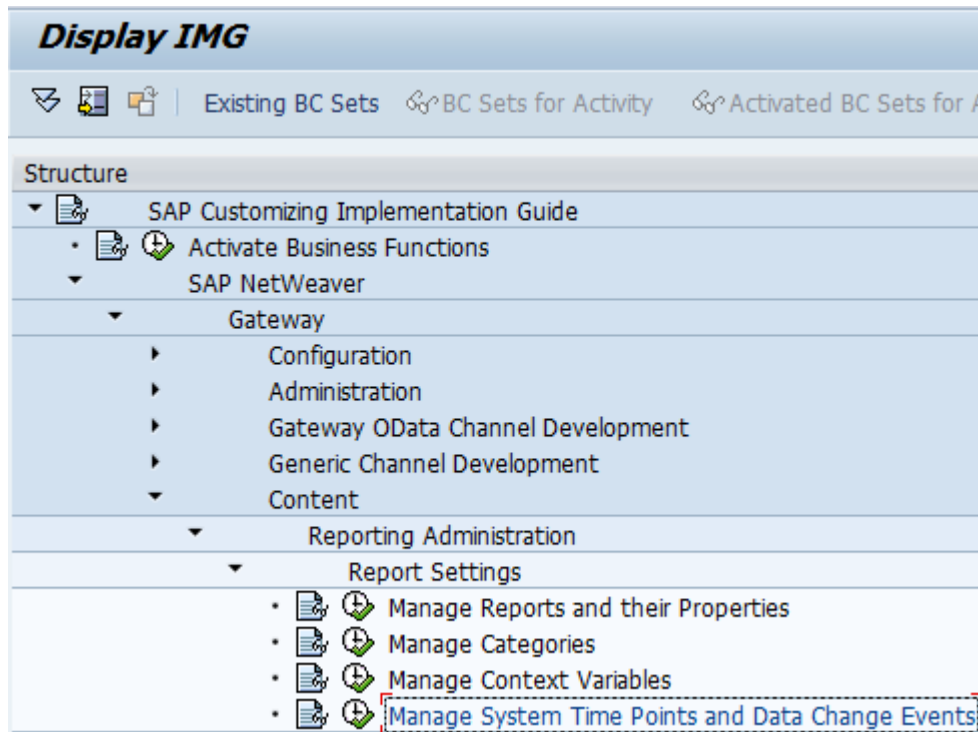 Display IMG
Existing BC Sets BC Sets for Activity Activated BC Sets for
Structure
SAP Customizing Implementation Guide
Activate Business Functions
SAP NetWeaver
Gateway
Configuration
Administration
Gateway OData Channel Development
Generic Channel Development
Content
Reporting Administration
Report Settings
Manage Reports and their Properties
Manage Categories
Manage Context Variables
Manage System Time Points and Data Change Events